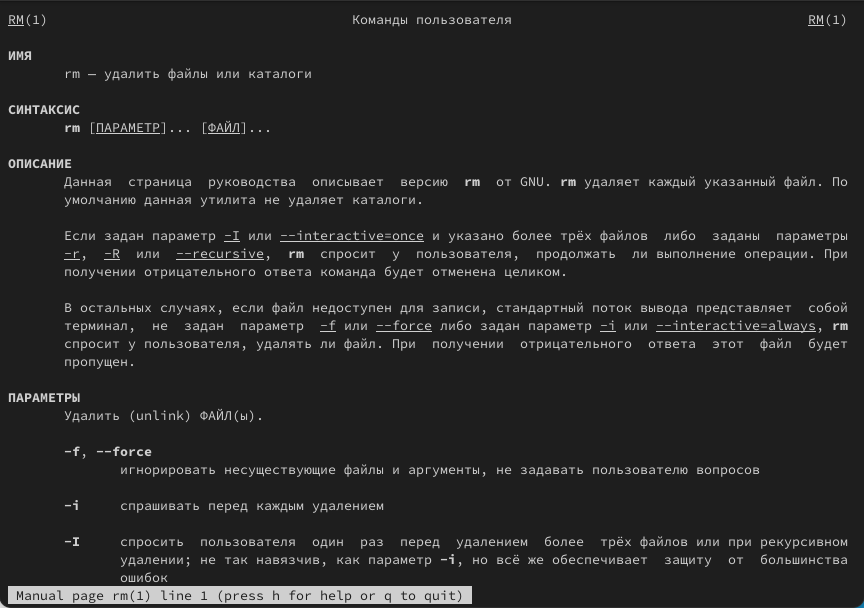 RM(1) Команды пользователя RM(1)
ИМЯ
rm — удалить файлы или каталоги
СИНТАКСИС
rm [ПАРАМЕТР]... [ФАЙЛ]...
ОПИСАНИЕ
Данная страница руководства описывает версию rm от GNU. rm удаляет каждый указанный файл. По
умолчанию данная утилита не удаляет каталоги.
Если задан параметр -I или --interactive=once и указано более трёх файлов либо заданы параметры
-r, -R или --recursive, rm спросит у пользователя, продолжать ли выполнение операции. При
получении отрицательного ответа команда будет отменена целиком.
В остальных случаях, если файл недоступен для записи, стандартный поток вывода представляет собой
терминал, не задан параметр -f или --force либо задан параметр -i или --interactive=always, rm
спросит у пользователя, удалять ли файл. При получении отрицательного ответа этот файл будет
пропущен.
ПАРАМЕТРЫ
Удалить (unlink) ФАЙЛ(ы).
-f, --force
игнорировать несуществующие файлы и аргументы, не задавать пользователю вопросов
-i спрашивать перед каждым удалением
-I спросить пользователя один раз перед удалением более трёх файлов или при рекурсивном
удалении; не так навязчив, как параметр -i, но всё же обеспечивает защиту от большинства
ошибок
Manual page rm(1) line 1 (press h for help or q to quit)